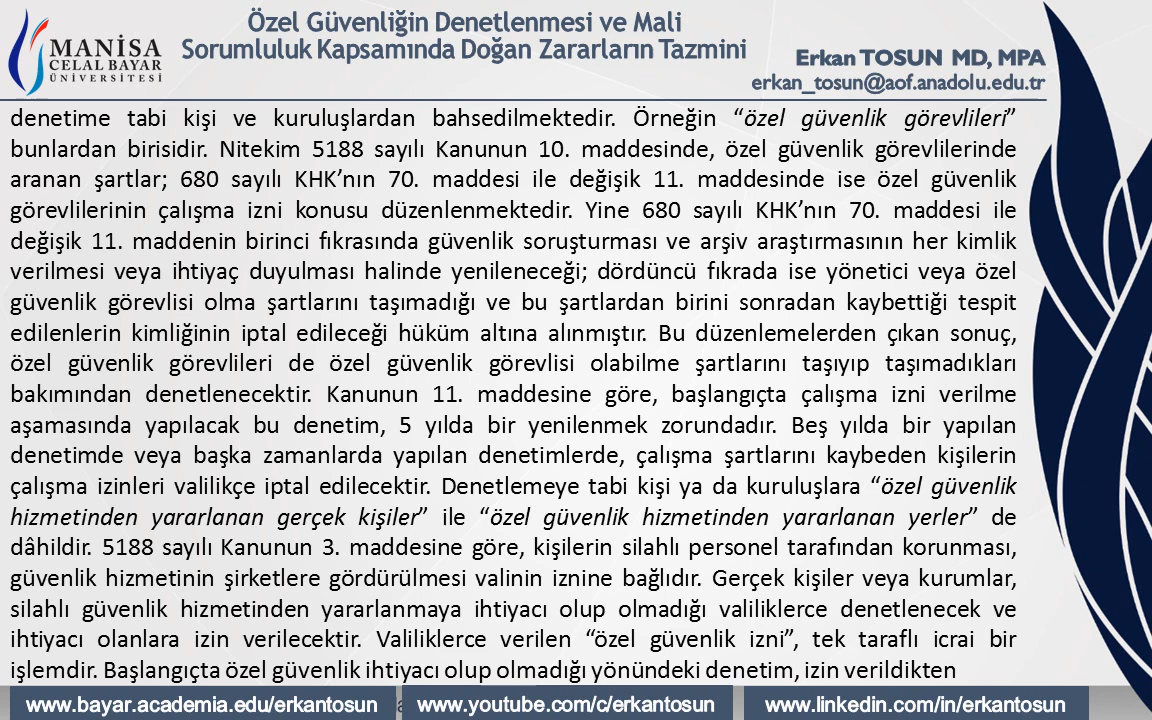 MANİSA
CELAL BAYAR
ÜNİVERSİTESİ
Özel Güvenliğin Denetlenmesi ve Mali
Sorumluluk Kapsamında Doğan Zararların Tazmini
Erkan TOSUN MD, MPA
erkan_tosun@aof.anadolu.edu.tr
denetime tabi kişi ve kuruluşlardan bahsedilmektedir. Örneğin “özel güvenlik görevlileri”
bunlardan birisidir. Nitekim 5188 sayılı Kanunun 10. maddesinde, özel güvenlik görevlilerinde
aranan şartlar; 680 sayılı KHK’nın 70. maddesi ile değişik 11. maddesinde ise özel güvenlik
görevlilerinin çalışma izni konusu düzenlenmektedir. Yine 680 sayılı KHK’nın 70. maddesi ile
değişik 11. maddenin birinci fıkrasında güvenlik soruşturması ve arşiv araştırmasının her kimlik
verilmesi veya ihtiyaç duyulması halinde yenileneceği; dördüncü fıkrada ise yönetici veya özel
güvenlik görevlisi olma şartlarını taşımadığı ve bu şartlardan birini sonradan kaybettiği tespit
edilenlerin kimliğinin iptal edileceği hüküm altına alınmıştır. Bu düzenlemelerden çıkan sonuç,
özel güvenlik görevlileri de özel güvenlik görevlisi olabilme şartlarını taşıyıp taşımadıkları
bakımından denetlenecektir. Kanunun 11. maddesine göre, başlangıçta çalışma izni verilme
aşamasında yapılacak bu denetim, 5 yılda bir yenilenmek zorundadır. Beş yılda bir yapılan
denetimde veya başka zamanlarda yapılan denetimlerde, çalışma şartlarını kaybeden kişilerin
çalışma izinleri valilikçe iptal edilecektir. Denetlemeye tabi kişi ya da kuruluşlara “özel güvenlik
hizmetinden yararlanan gerçek kişiler” ile “özel güvenlik hizmetinden yararlanan yerler” de
dâhildir. 5188 sayılı Kanunun 3. maddesine göre, kişilerin silahlı personel tarafından korunması,
güvenlik hizmetinin şirketlere gördürülmesi valinin iznine bağlıdır. Gerçek kişiler veya kurumlar,
silahlı güvenlik hizmetinden yararlanmaya ihtiyacı olup olmadığı valiliklerce denetlenecek ve
ihtiyacı olanlara izin verilecektir. Valiliklerce verilen “özel güvenlik izni”, tek taraflı icrai bir
işlemdir. Başlangıçta özel güvenlik ihtiyacı olup olmadığı yönündeki denetim, izin verildikten
www.bayar.academia.edu/erkantosun
www.youtube.com/c/erkantosun
www.linkedin.com/in/erkantosun